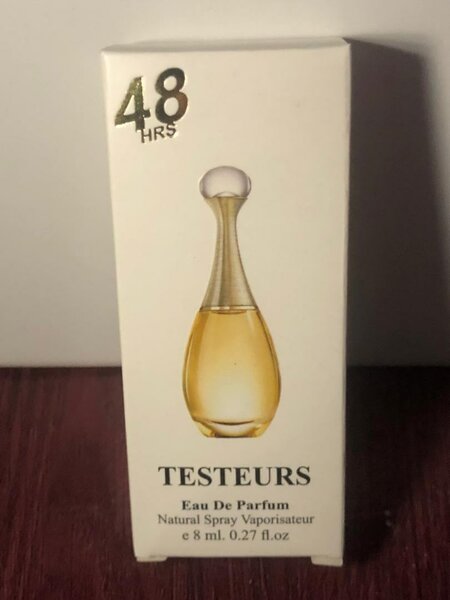 48
HRS
TESTEURS
Eau De Parfum
Natural Spray Vaporisateur
e 8 ml. 0.27 fl.oz